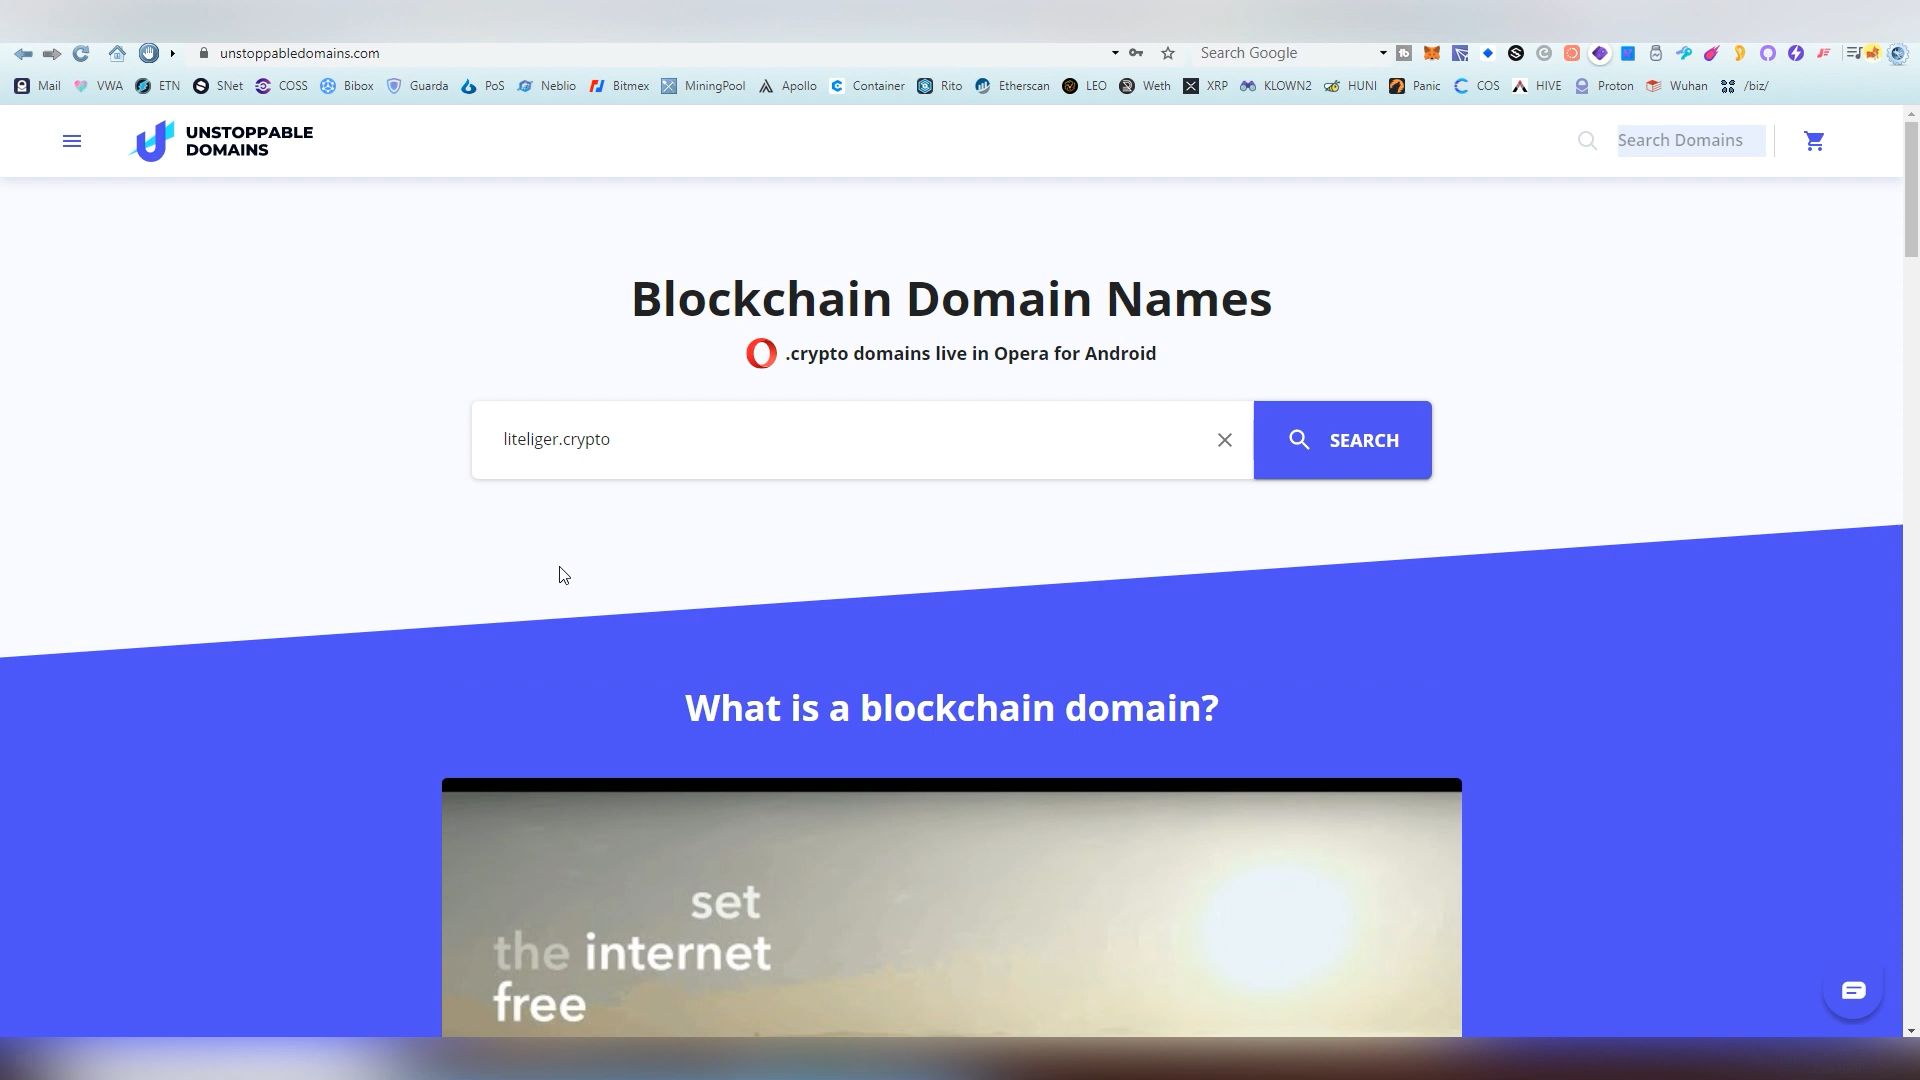 unstoppabledomains.com
Search Google
Mail VWA ETN SNet COSS Bibox Guarda PoS Neblio Bitmex MiningPool Apollo Container Rito Etherscan LEO Weth XRP KLOWN2 HUNI Panic COS HIVE Proton Wuhan /biz/
UNSTOPPABLE
DOMAINS
Search Domains
Blockchain Domain Names
.crypto domains live in Opera for Android
liteliger.crypto
SEARCH
What is a blockchain domain?
set
the internet
free